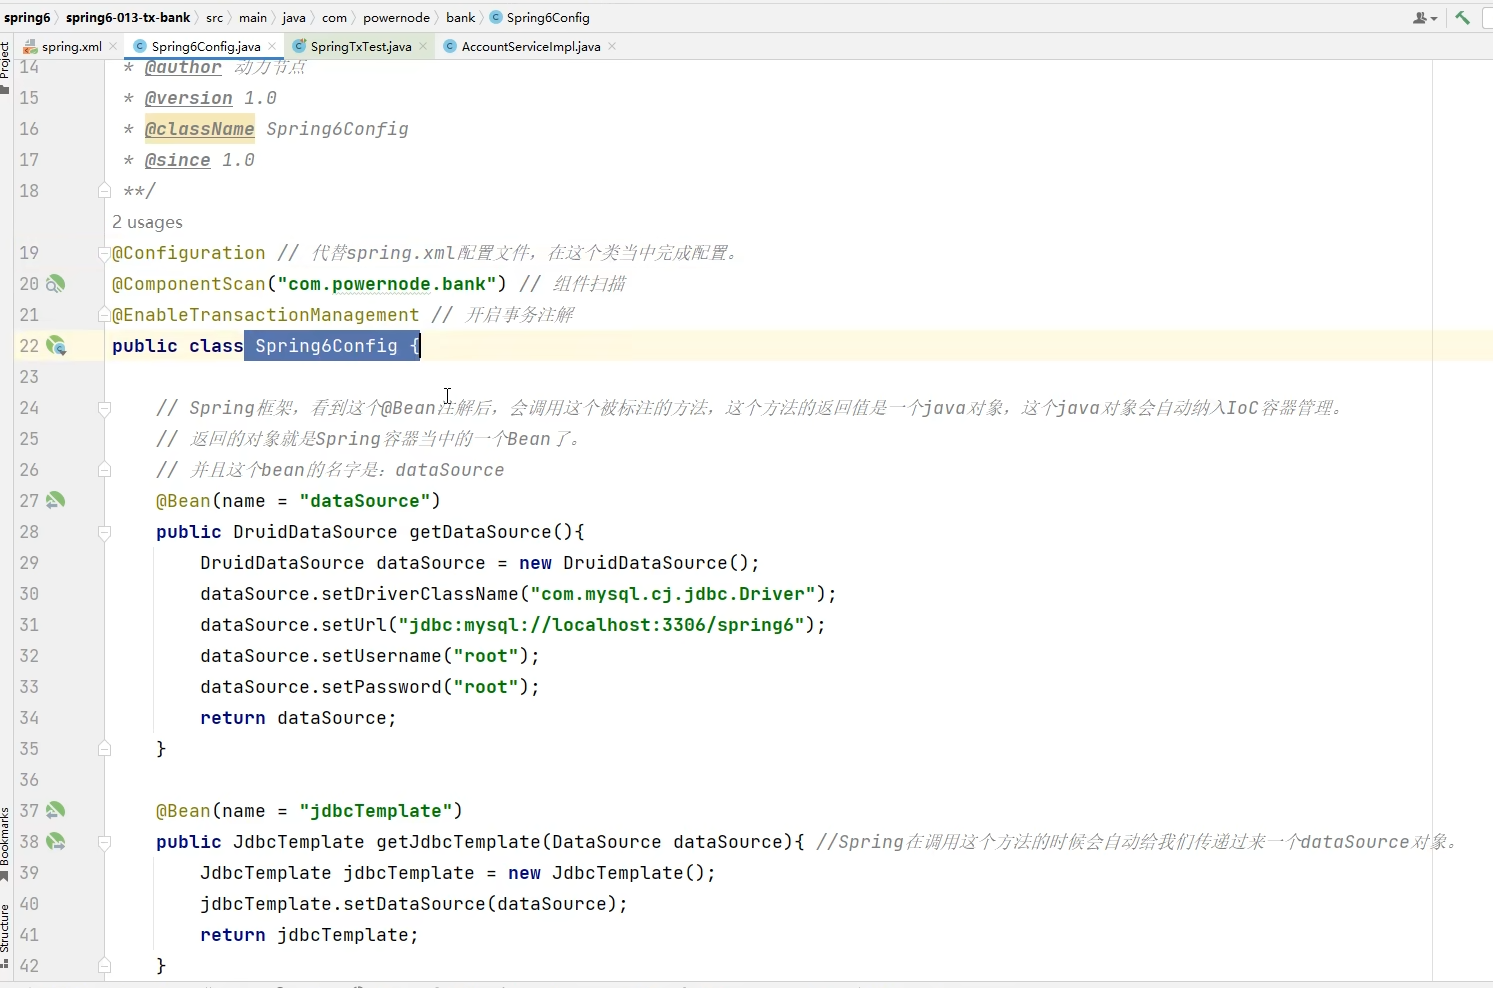 spring6 spring6-013-tx-bank src main java com powernode bank Spring6Config
spring.xml Spring6Config.java SpringTxTest.java AccountServiceImpl.java
Project
14 * @author 动力节点
15 * @version 1.0
16 * @className Spring6Config
17 * @since 1.0
18 **/
2 usages
19 @Configuration // 代替spring.xml配置文件，在这个类当中完成配置。
20 @ComponentScan("com.powernode.bank") // 组件扫描
21 @EnableTransactionManagement // 开启事务注解
22 public class Spring6Config {
23
24 // Spring框架，看到这个@Bean注解后，会调用这个被标注的方法，这个方法的返回值是一个java对象，这个java对象会自动纳入IoC容器管理。
25 // 返回的对象就是Spring容器当中的一个Bean了。
26 // 并且这个bean的名字是：dataSource
27 @Bean(name = "dataSource")
28 public DruidDataSource getDataSource(){
29 DruidDataSource dataSource = new DruidDataSource();
30 dataSource.setDriverClassName("com.mysql.cj.jdbc.Driver");
31 dataSource.setUrl("jdbc:mysql://localhost:3306/spring6");
32 dataSource.setUsername("root");
33 dataSource.setPassword("root");
34 return dataSource;
35 }
36
37 @Bean(name = "jdbcTemplate")
38 public JdbcTemplate getJdbcTemplate(DataSource dataSource){ //Spring在调用这个方法的时候会自动给我们传递过来一个dataSource对象。
39 JdbcTemplate jdbcTemplate = new JdbcTemplate();
40 jdbcTemplate.setDataSource(dataSource);
41 return jdbcTemplate;
42 }
Bookmarks
Structure